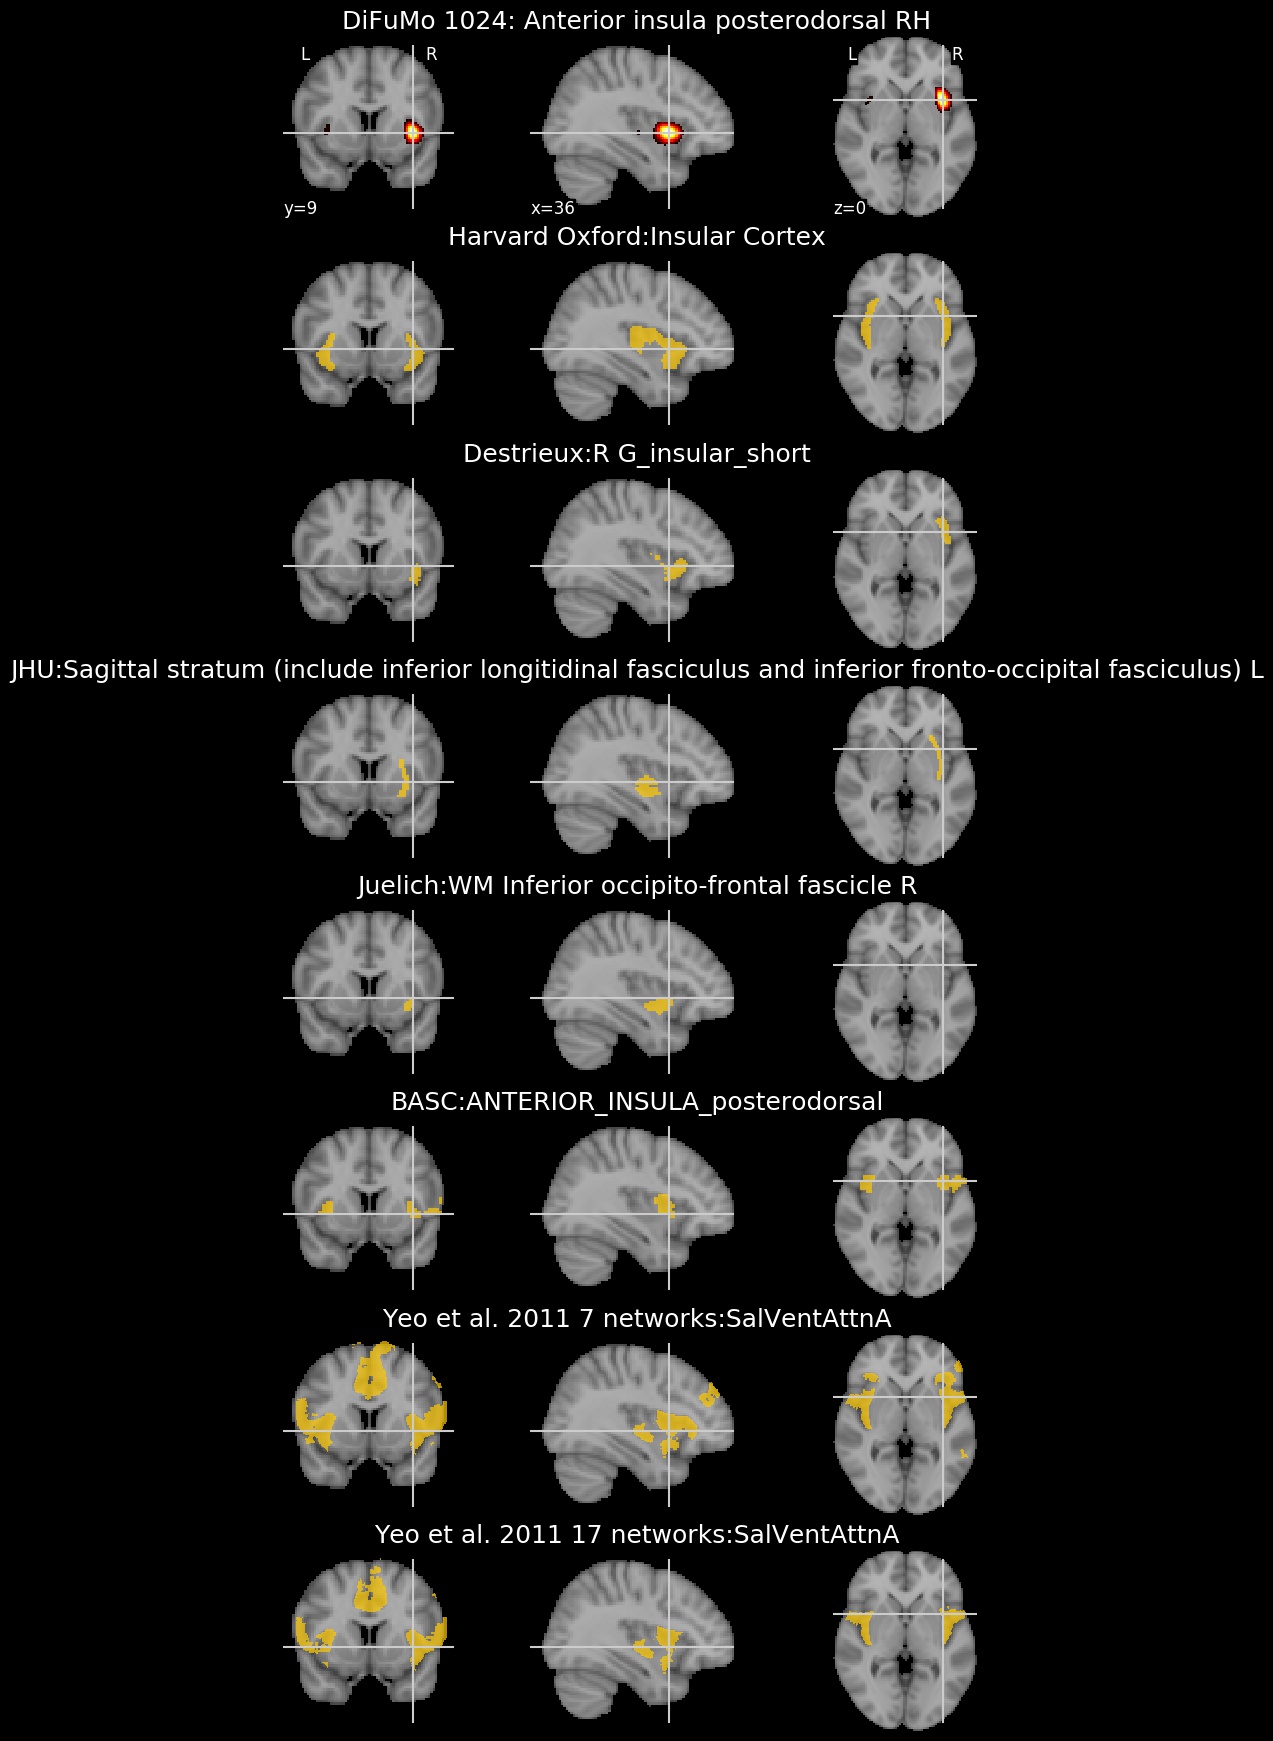 DiFuMo 1024: Anterior insula posterodorsal RH
L R L R
y=9 x=36 z=0
Harvard Oxford:Insular Cortex
Destrieux:R G_insular_short
JHU:Sagittal stratum (include inferior longitidinal fasciculus and inferior fronto-occipital fasciculus) L
Juelich:WM Inferior occipito-frontal fascicle R
BASC:ANTERIOR_INSULA_posterodorsal
Yeo et al. 2011 7 networks:SalVentAttnA
Yeo et al. 2011 17 networks:SalVentAttnA